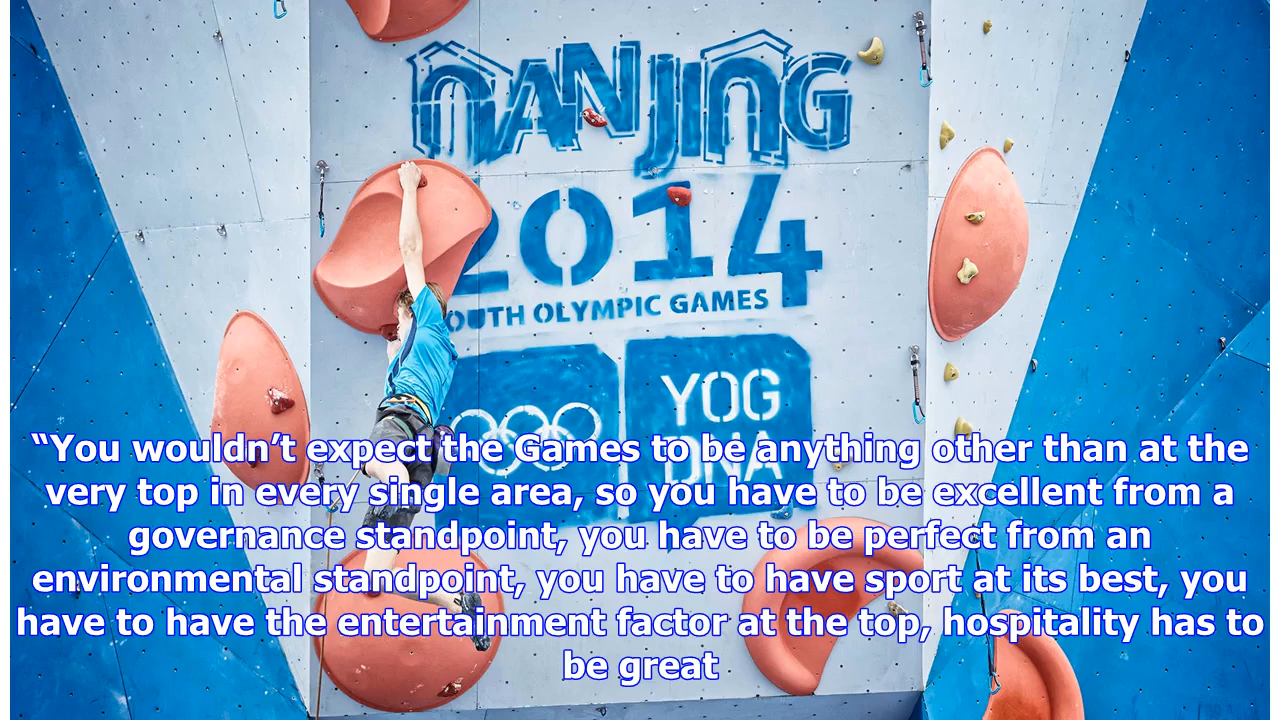 NANJING
2014
OUTH OLYMPIC GAMES
YOG
DNA
“You wouldn’t expect the Games to be anything other than at the
very top in every single area, so you have to be excellent from a
governance standpoint, you have to be perfect from an
environmental standpoint, you have to have sport at its best, you
have to have the entertainment factor at the top, hospitality has to
be great